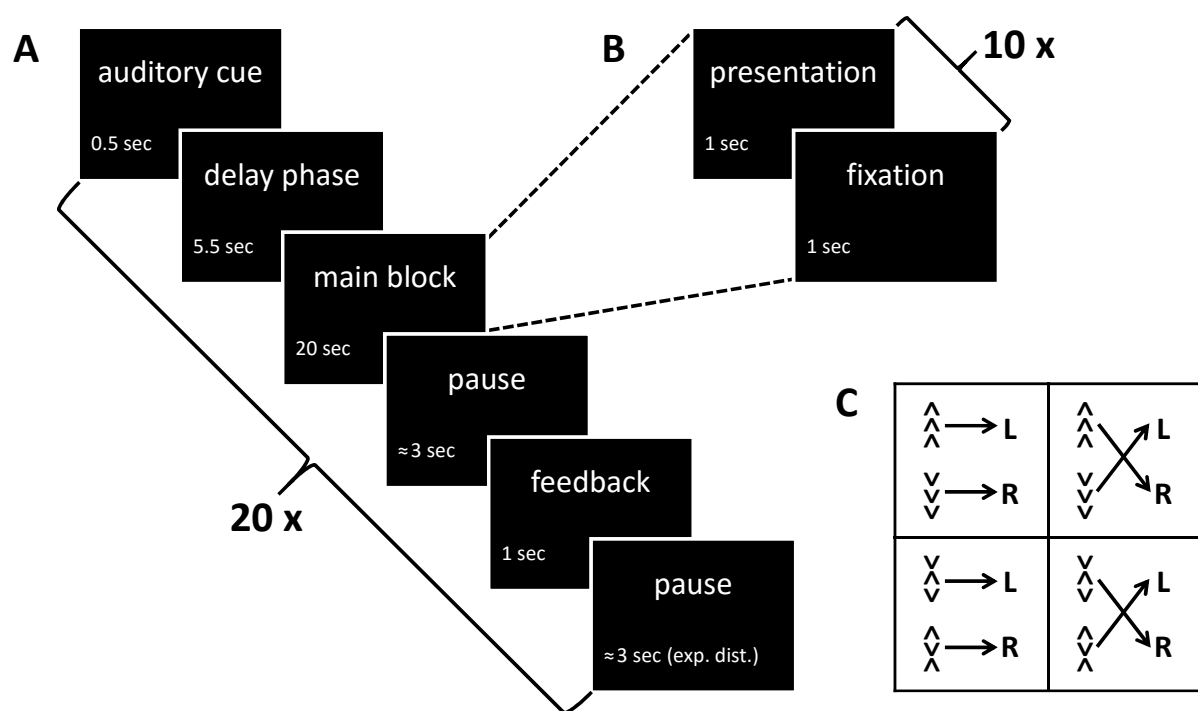 A
auditory cue
0.5 sec
delay phase
5.5 sec
main block
20 sec
pause
≈ 3 sec
feedback
1 sec
pause
≈ 3 sec (exp. dist.)
20 x
B
presentation
1 sec
fixation
1 sec
10 x
C
L
R
L
R
L
R
L
R